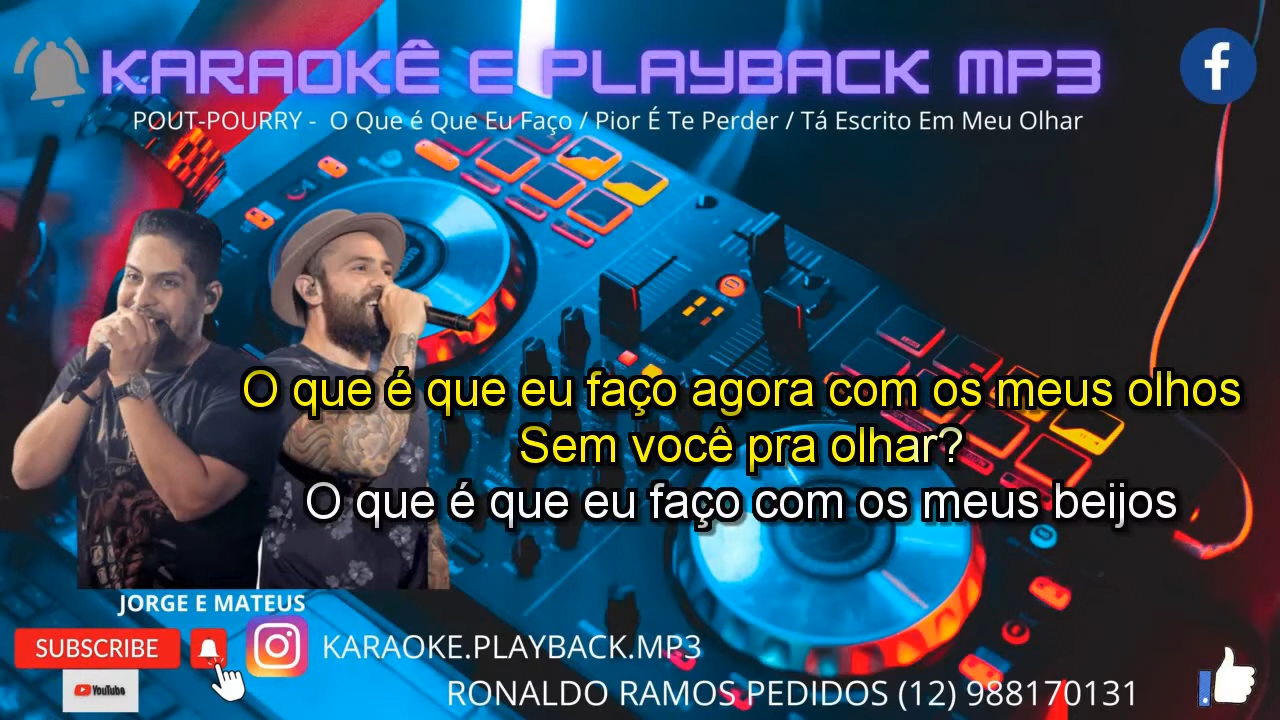 KARAOKÊ E PLAYBACK MP3
POUT-POURRY - O Que é Que Eu Faço / Pior É Te Perder / Tá Escrito Em Meu Olhar
O que é que eu faço agora com os meus olhos
Sem você pra olhar?
O que é que eu faço com os meus beijos
JORGE E MATEUS
SUBSCRIBE
KARAOKE.PLAYBACK.MP3
YouTube
RONALDO RAMOS PEDIDOS (12) 988170131